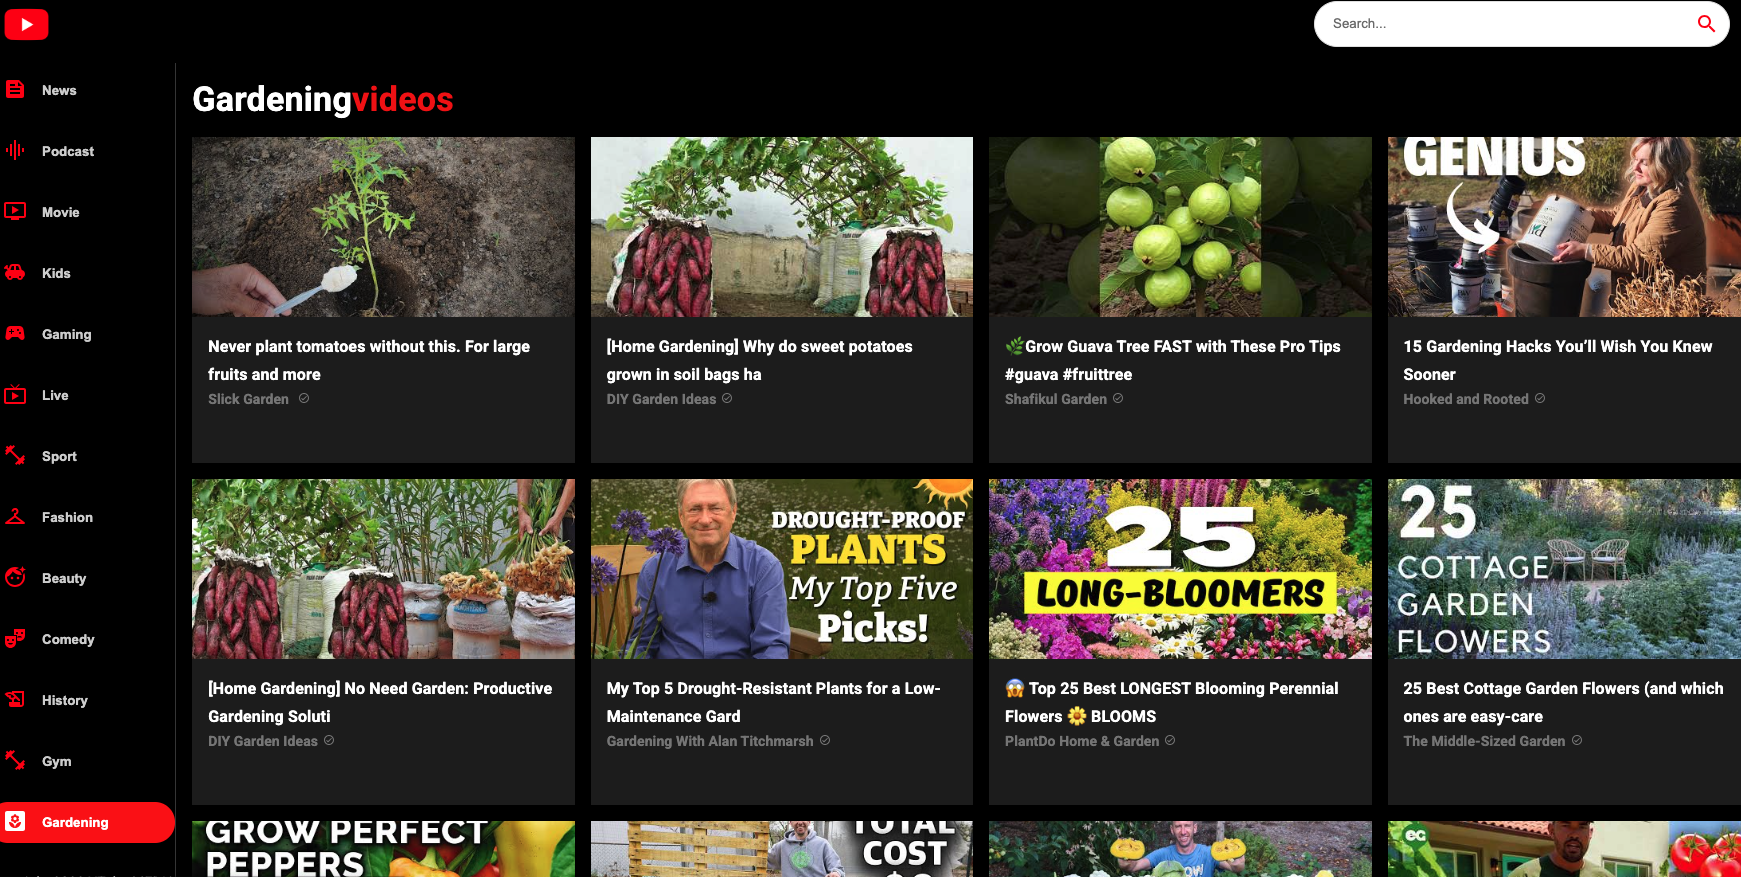 Search...
News
Podcast
Movie
Kids
Gaming
Live
Sport
Fashion
Beauty
Comedy
History
Gym
Gardening
Gardeningvideos
Never plant tomatoes without this. For large
fruits and more
Slick Garden
[Home Gardening] Why do sweet potatoes
grown in soil bags ha
DIY Garden Ideas
🌿Grow Guava Tree FAST with These Pro Tips
#guava #fruittree
Shafikul Garden
GENIUS
15 Gardening Hacks You’ll Wish You Knew
Sooner
Hooked and Rooted
[Home Gardening] No Need Garden: Productive
Gardening Soluti
DIY Garden Ideas
DROUGHT-PROOF
PLANTS
My Top Five
Picks!
My Top 5 Drought-Resistant Plants for a Low-
Maintenance Gard
Gardening With Alan Titchmarsh
25
LONG-BLOOMERS
😱 Top 25 Best LONGEST Blooming Perennial
Flowers 🌼 BLOOMS
PlantDo Home & Garden
25
COTTAGE
GARDEN
FLOWERS
25 Best Cottage Garden Flowers (and which
ones are easy-care
The Middle-Sized Garden
GROW PERFECT
PEPPERS
TOTAL
COST
ec